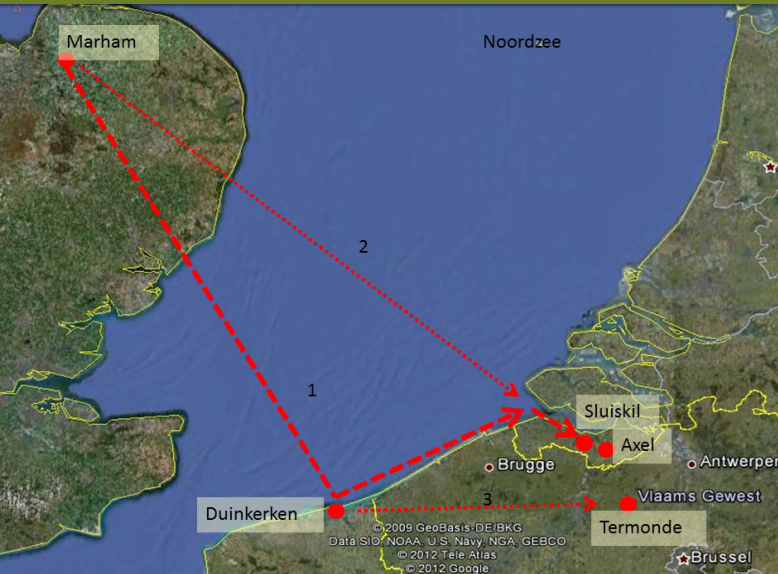 Marham
Noordzee
2
1
Sluiskil
Axel
Brugge
Antwerper
Duinkerken
3
Vlaams Gewest
Termonde
© 2009 GeoBasis-DE/BKG
Data SIO, NOAA, U.S. Navy, NGA, GEBCO
© 2012 Tele Atlas
© 2012 Google
Brussel